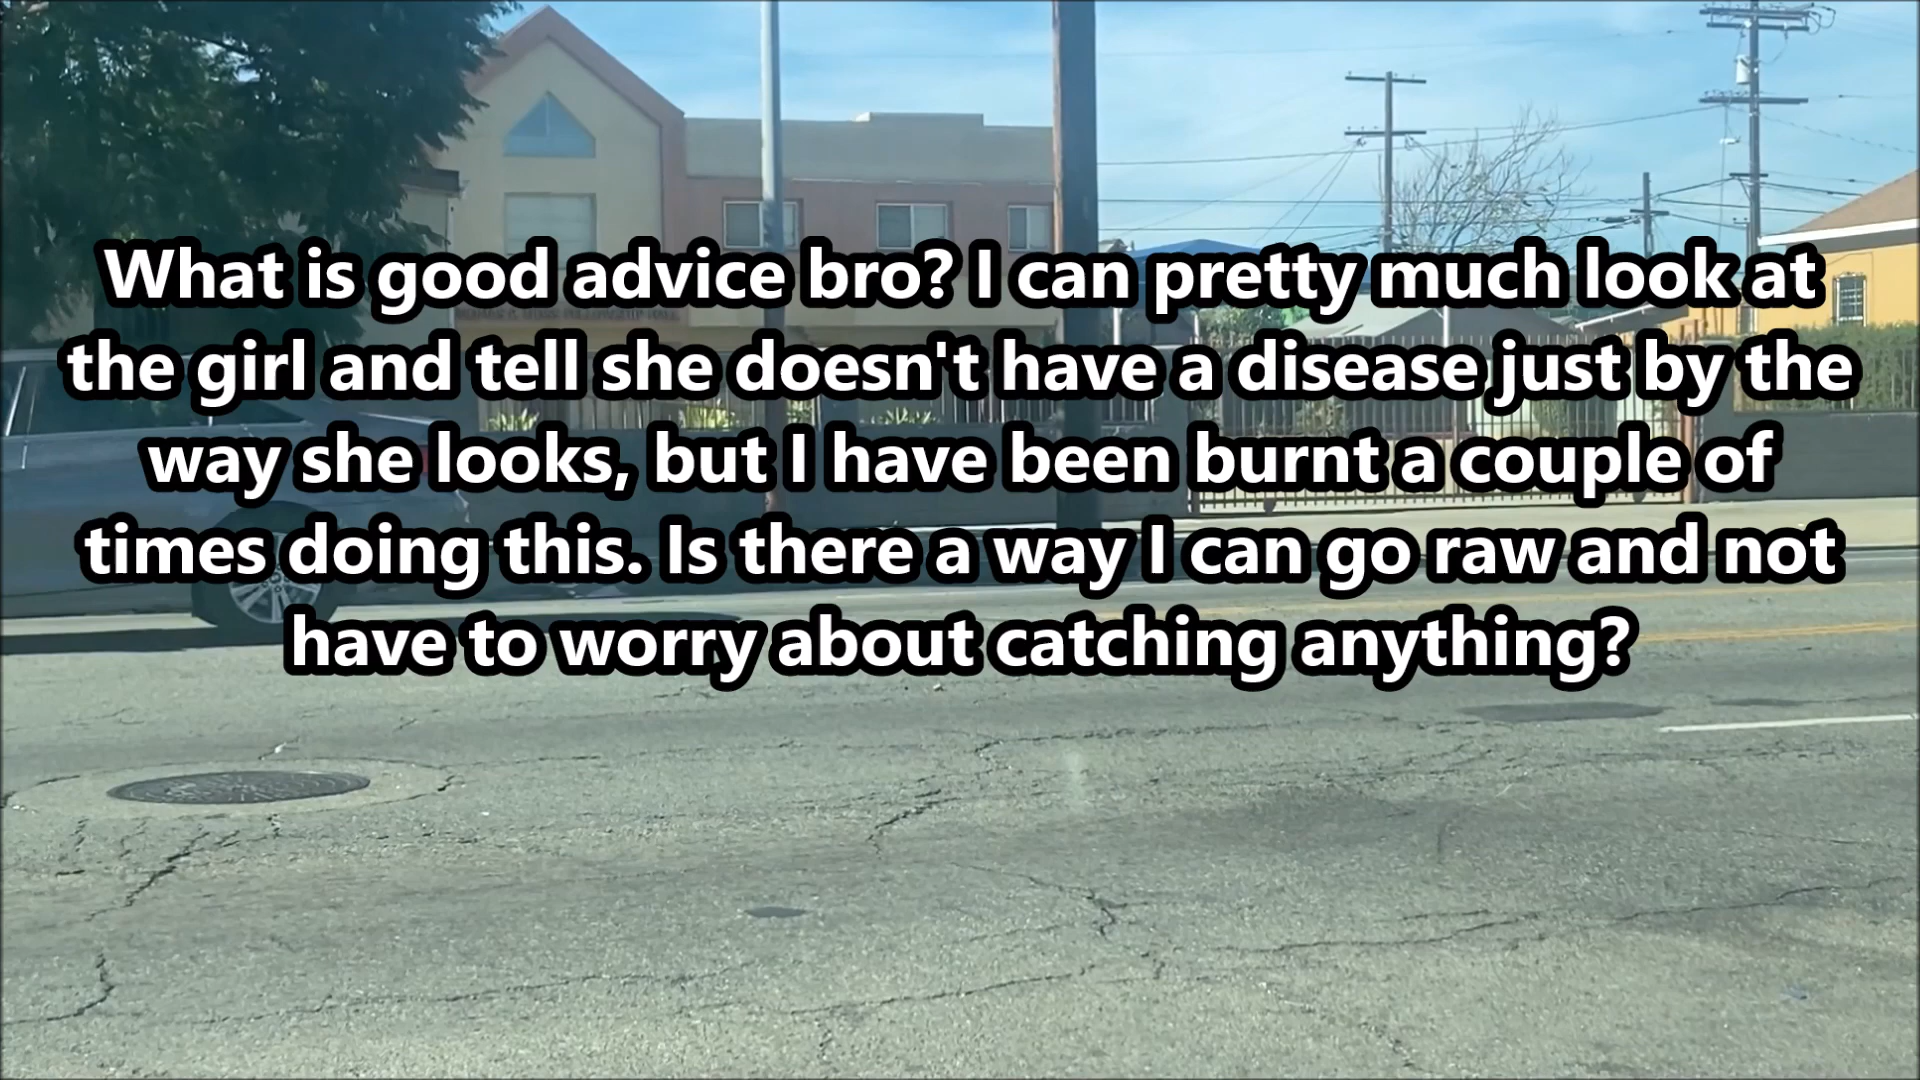 What is good advice bro? I can pretty much look at
the girl and tell she doesn't have a disease just by the
way she looks, but I have been burnt a couple of
times doing this. Is there a way I can go raw and not
have to worry about catching anything?